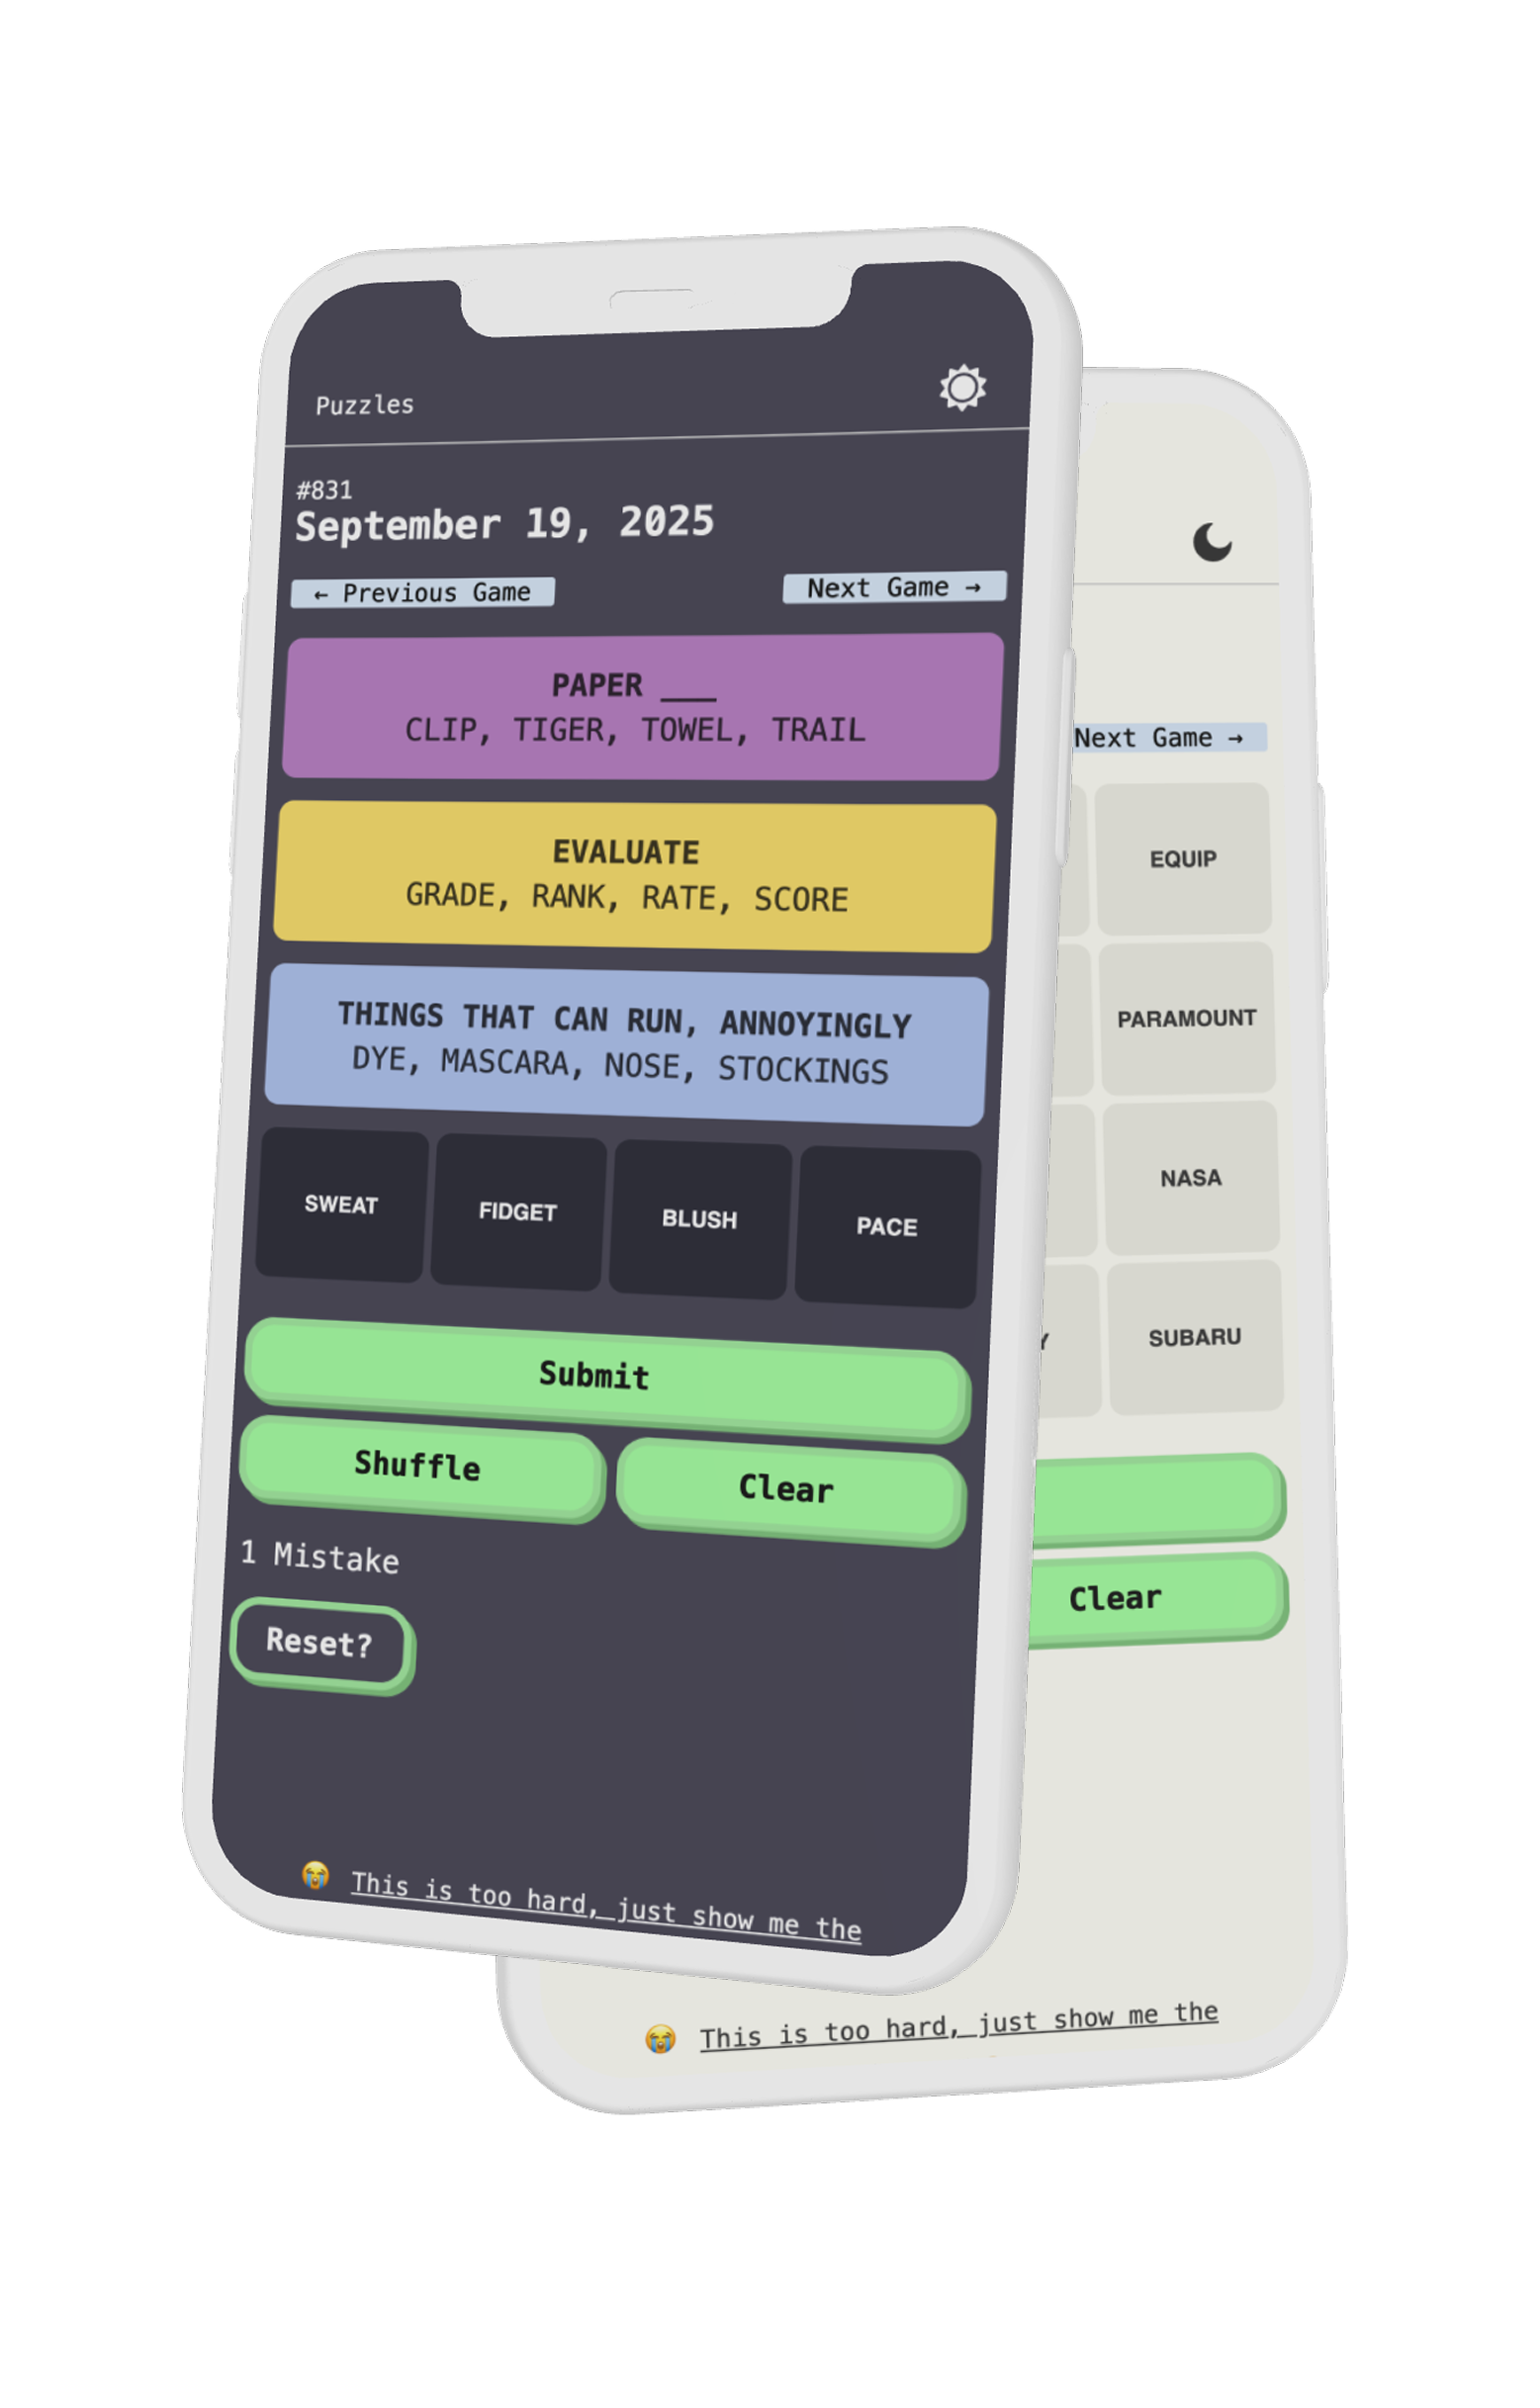 Puzzles
#831
September 19, 2025
← Previous Game
Next Game →
PAPER ___
CLIP, TIGER, TOWEL, TRAIL
EVALUATE
GRADE, RANK, RATE, SCORE
THINGS THAT CAN RUN, ANNOYINGLY
DYE, MASCARA, NOSE, STOCKINGS
SWEAT
FIDGET
BLUSH
PACE
Submit
Shuffle
Clear
1 Mistake
Reset?
😭 This is too hard, just show me the
Next Game →
EQUIP
PARAMOUNT
NASA
SUBARU
Clear
😭 This is too hard, just show me the